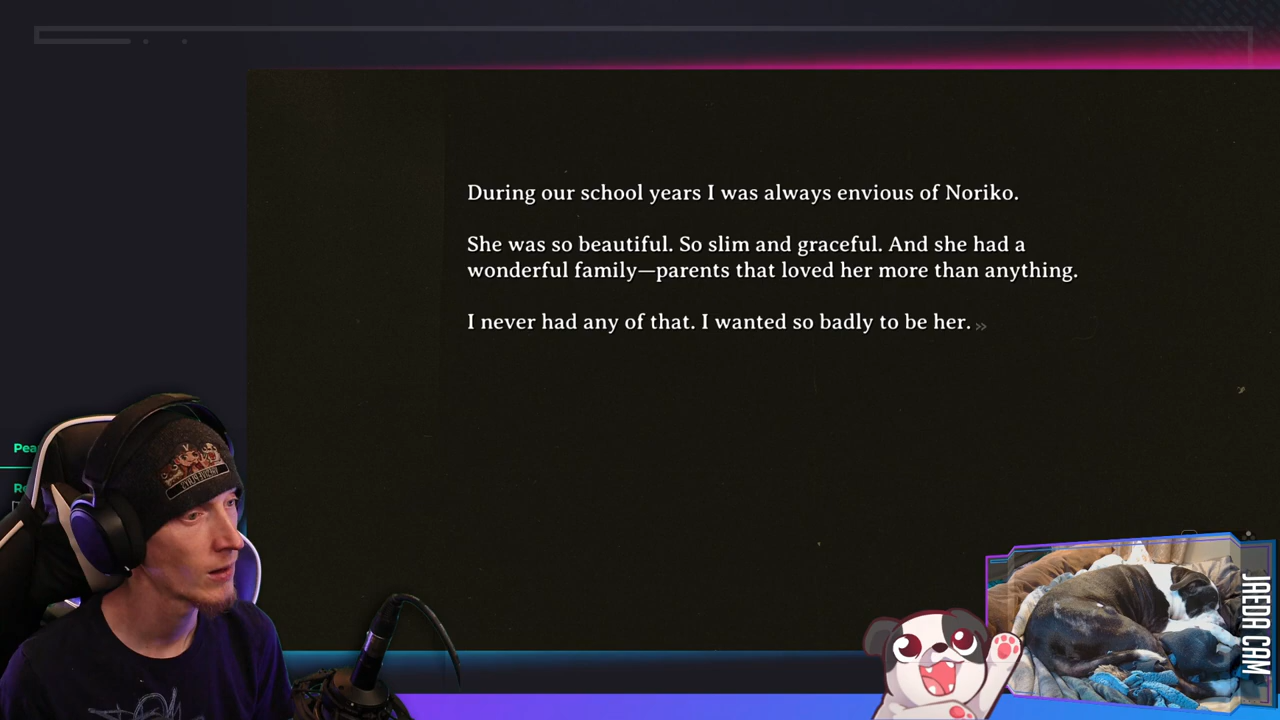 During our school years I was always envious of Noriko.
She was so beautiful. So slim and graceful. And she had a
wonderful family—parents that loved her more than anything.
I never had any of that. I wanted so badly to be her. »
Pea
Re
JAEDA CAM